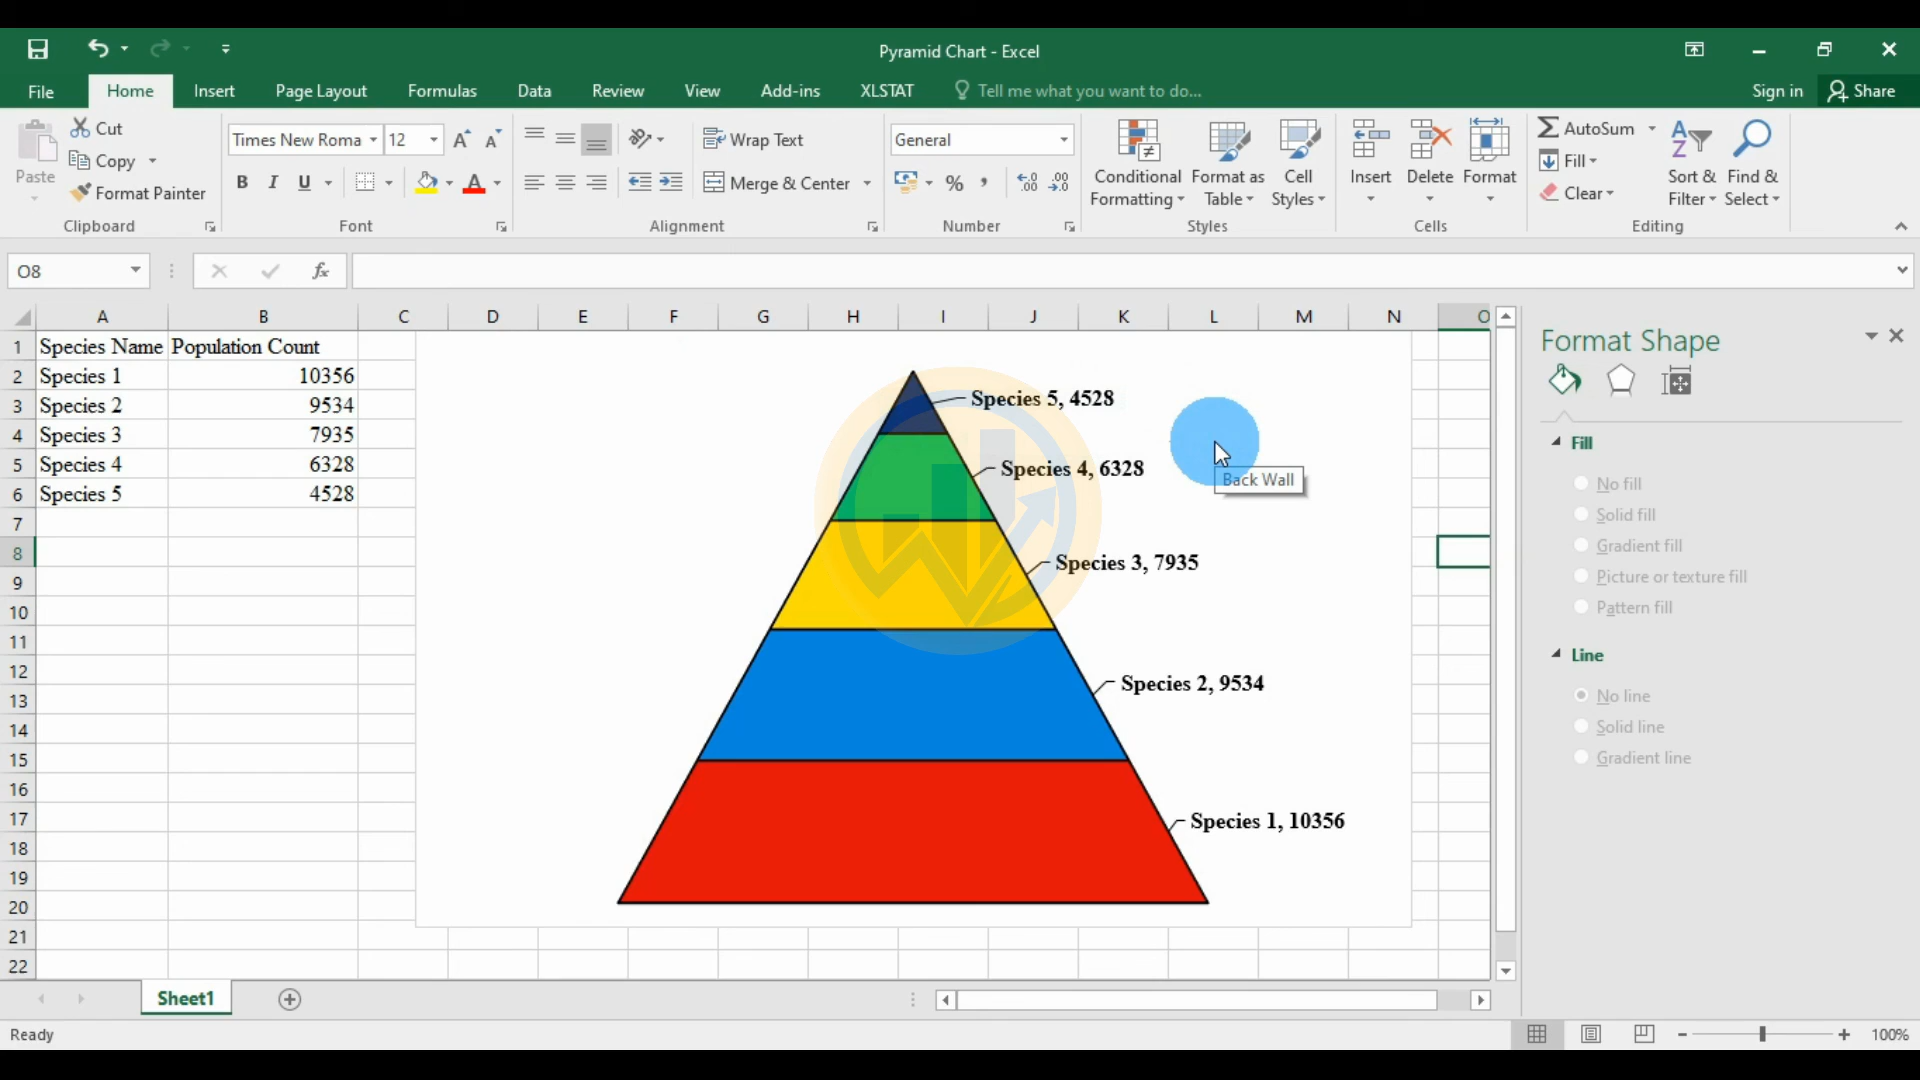 Pyramid Chart - Excel
File Home Insert Page Layout Formulas Data Review View Add-ins XLSTAT Tell me what you want to do... Sign in Share
Paste
Cut
Copy
Format Painter
Clipboard
Times New Roma 12
B I U
Font
Wrap Text
Merge & Center
Alignment
General
Number
Conditional Formatting
Format as Table
Cell Styles
Styles
Insert
Delete
Format
Cells
AutoSum
Fill
Clear
Sort & Filter
Find & Select
Editing
O8
fx
A B C D E F G H I J K L M N O
1 Species Name Population Count
2 Species 1 10356
3 Species 2 9534
4 Species 3 7935
5 Species 4 6328
6 Species 5 4528
7
8
9
10
11
12
13
14
15
16
17
18
19
20
21
22
Species 5, 4528
Species 4, 6328
Back Wall
Species 3, 7935
Species 2, 9534
Species 1, 10356
Format Shape
Fill
No fill
Solid fill
Gradient fill
Picture or texture fill
Pattern fill
Line
No line
Solid line
Gradient line
Sheet1
Ready
100%